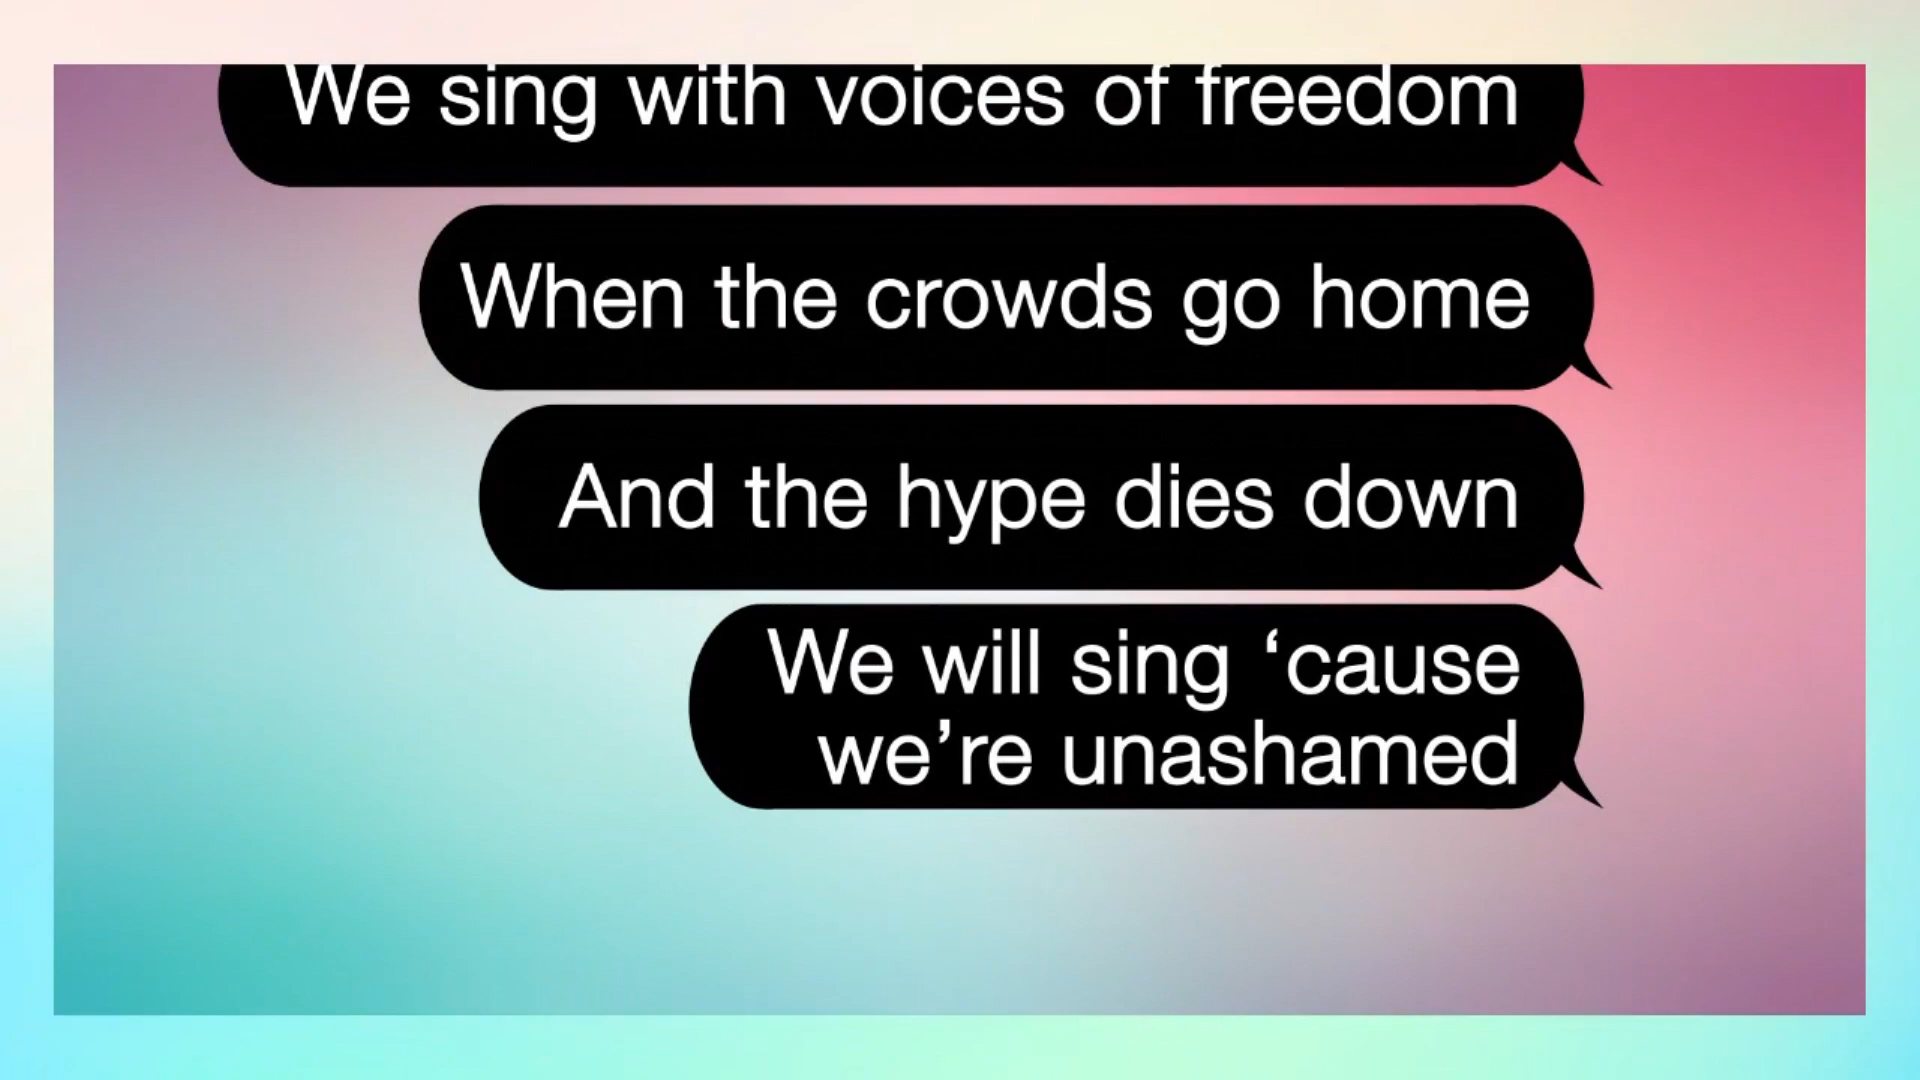 We sing with voices of freedom
When the crowds go home
And the hype dies down
We will sing ‘cause
we’re unashamed